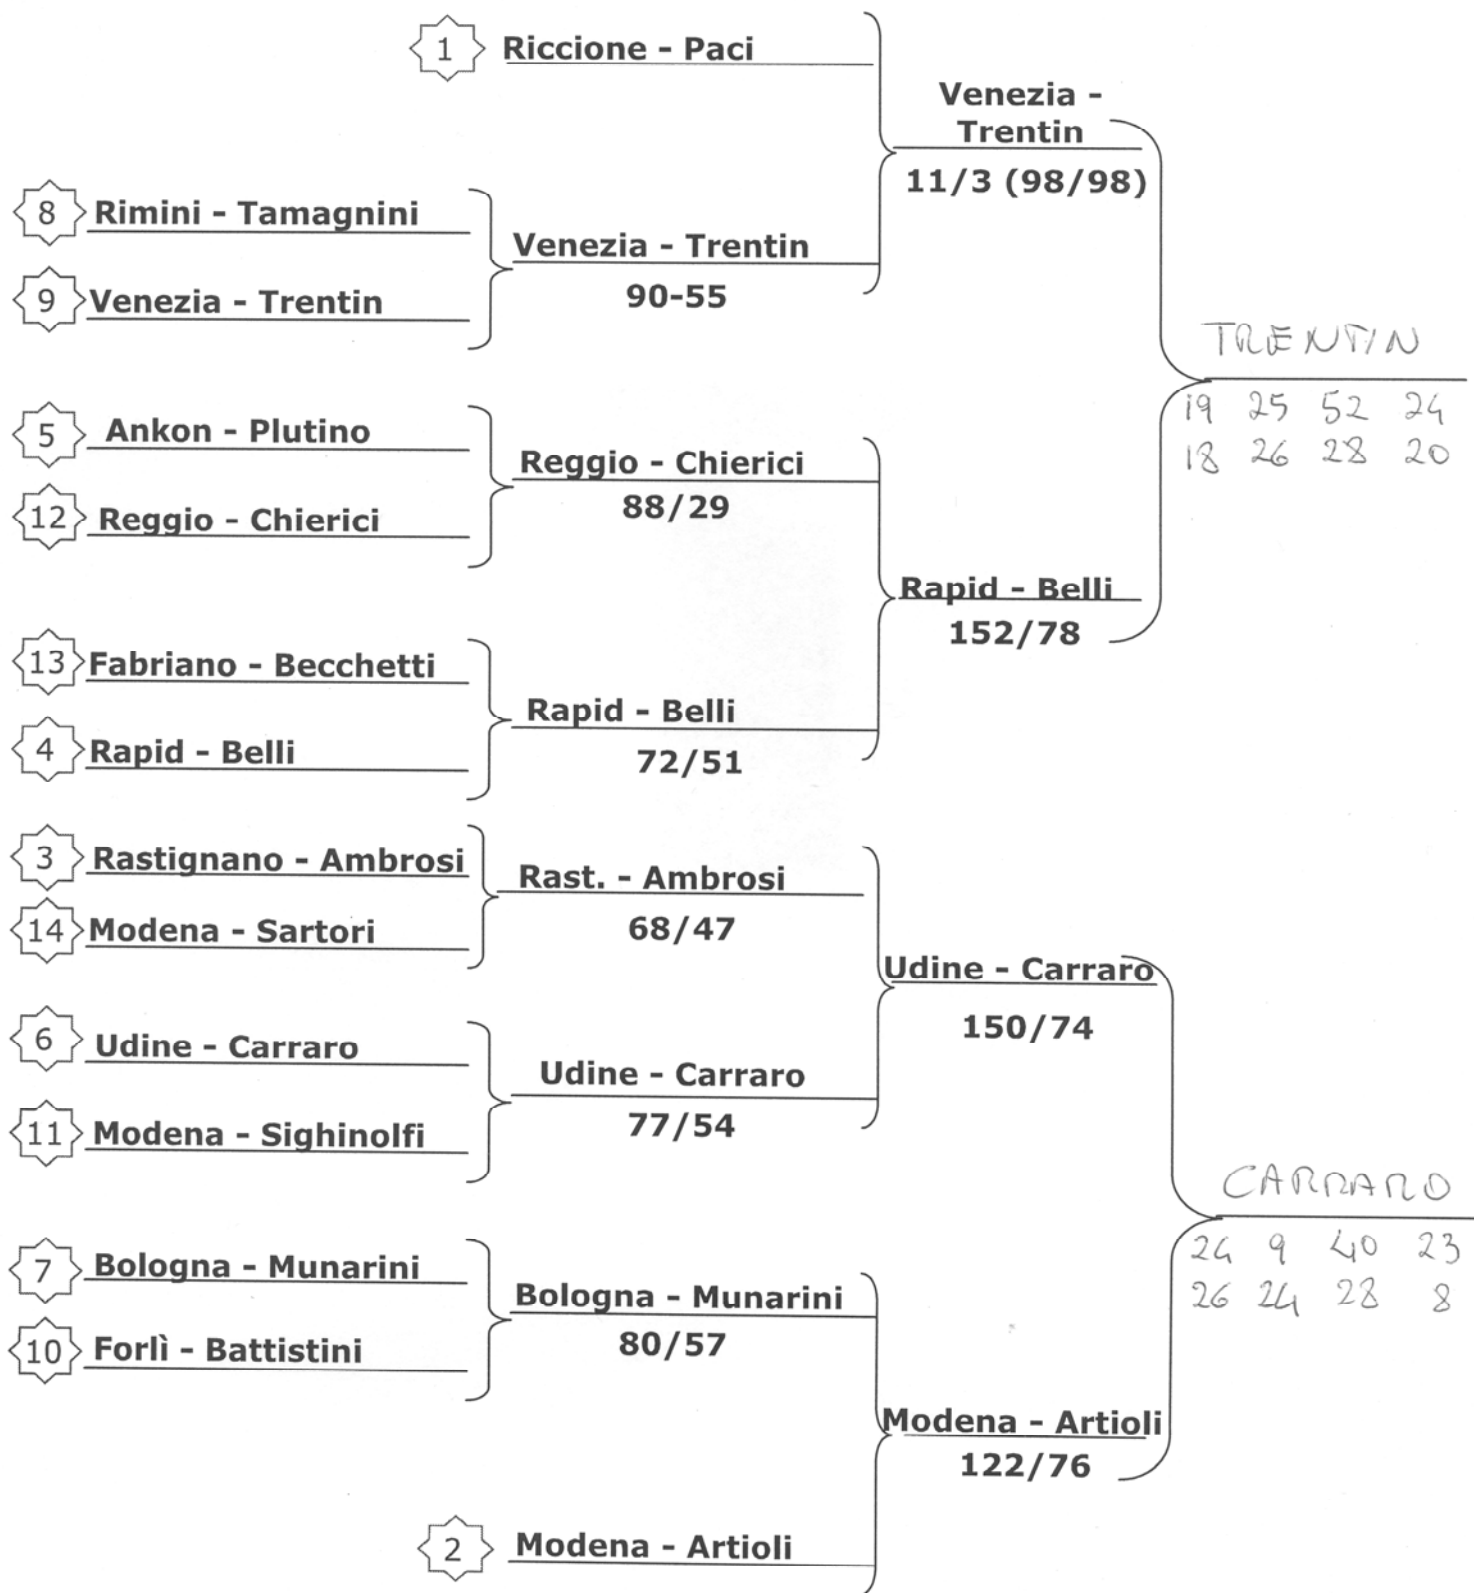 1 Riccione - Paci
Venezia -
Trentin
11/3 (98/98)
8 Rimini - Tamagnini
Venezia - Trentin
90-55
9 Venezia - Trentin
TRENTIN
19 25 52 24
18 26 28 20
5 Ankon - Plutino
Reggio - Chierici
88/29
12 Reggio - Chierici
Rapid - Belli
152/78
13 Fabriano - Becchetti
Rapid - Belli
72/51
4 Rapid - Belli
3 Rastignano - Ambrosi
Rast. - Ambrosi
68/47
14 Modena - Sartori
Udine - Carraro
150/74
6 Udine - Carraro
Udine - Carraro
77/54
11 Modena - Sighinolfi
CARRARO
24 9 40 23
26 24 28 8
7 Bologna - Munarini
Bologna - Munarini
80/57
10 Forlì - Battistini
Modena - Artioli
122/76
2 Modena - Artioli